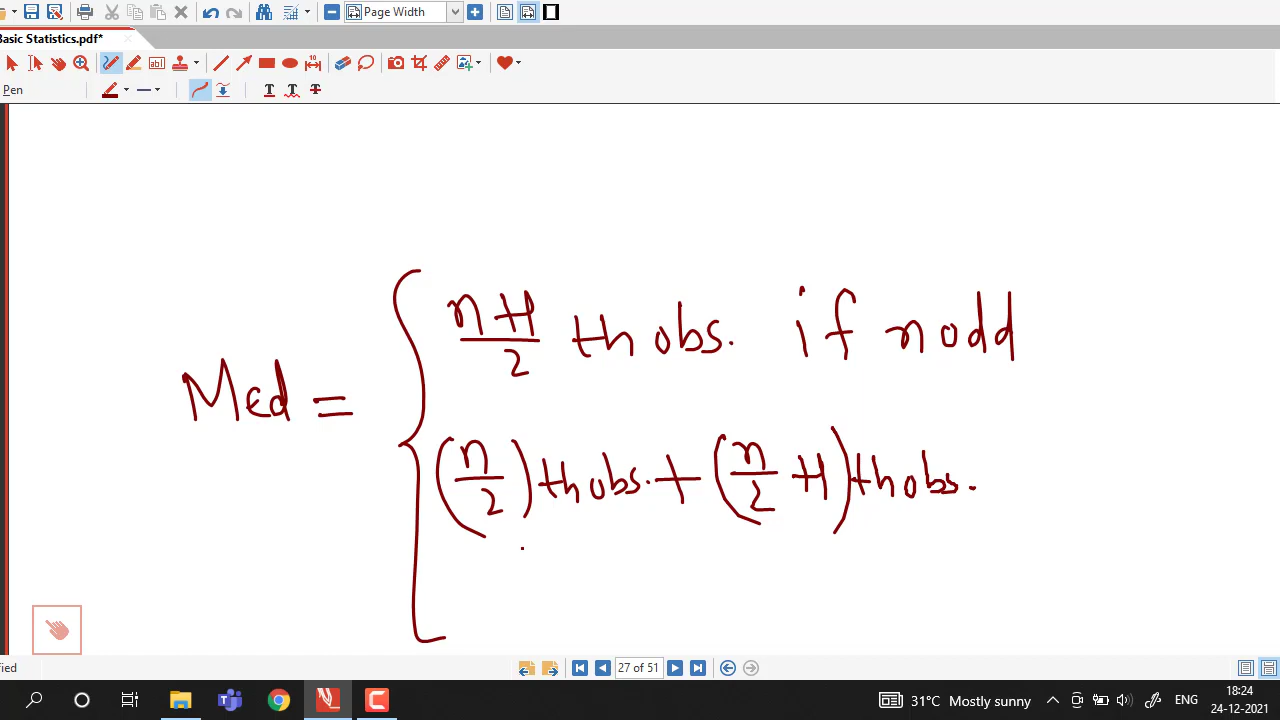 Page Width
Basic Statistics.pdf*
Pen
n+1
2
th obs. if n odd
Med =
(n/2)th obs. + (n/2 +1)th obs.
27 of 51
fied
31°C Mostly sunny
ENG
18:24
24-12-2021